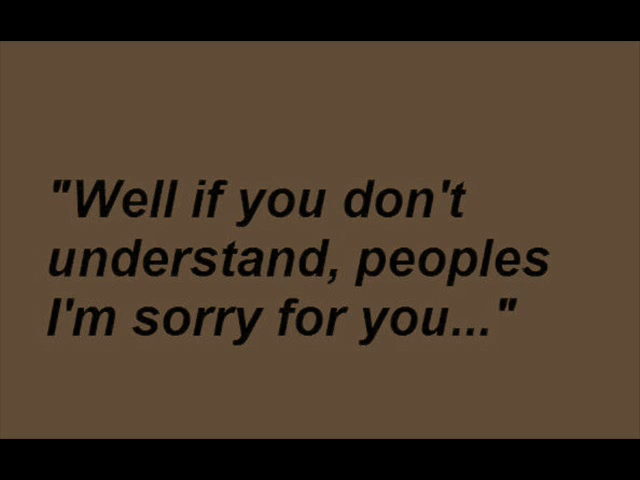 "Well if you don't
understand, peoples
I'm sorry for you..."